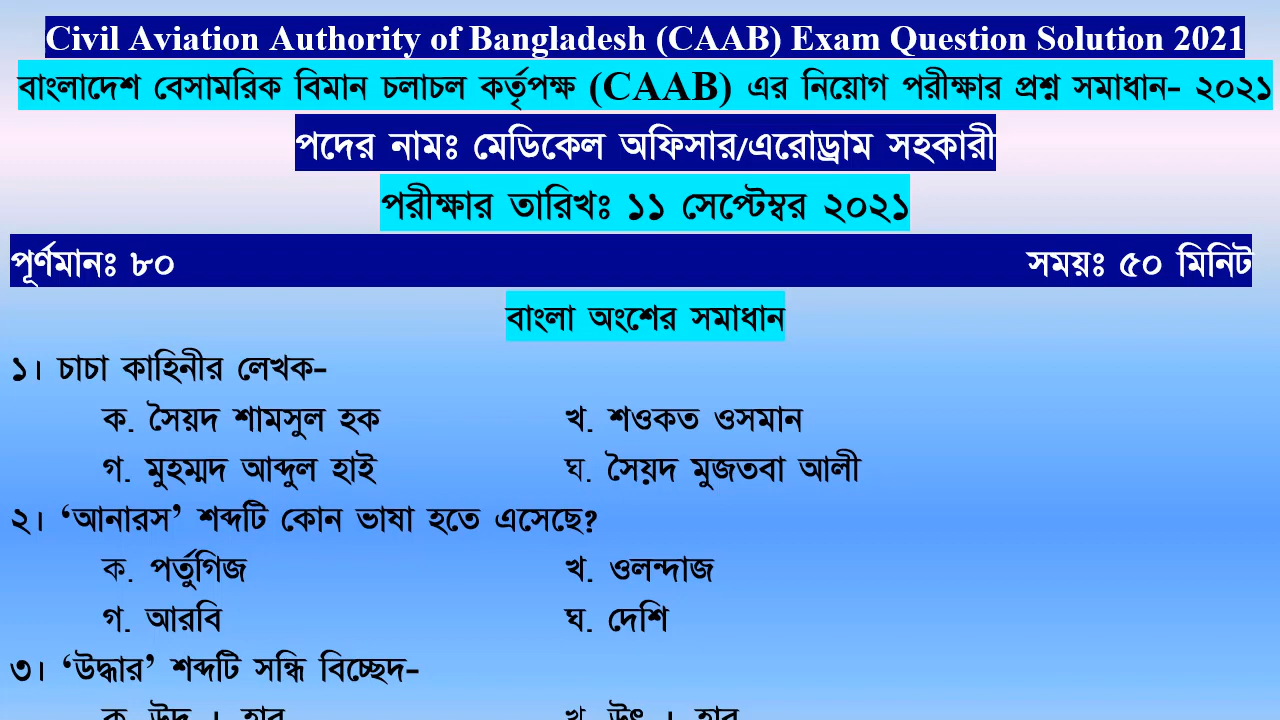 Civil Aviation Authority of Bangladesh (CAAB) Exam Question Solution 2021
বাংলাদেশ বেসামরিক বিমান চলাচল কর্তৃপক্ষ (CAAB) এর নিয়োগ পরীক্ষার প্রশ্ন সমাধান- ২০২১
পদের নামঃ মেডিকেল অফিসার/এরোড্রাম সহকারী
পরীক্ষার তারিখঃ ১১ সেপ্টেম্বর ২০২১
পূর্ণমানঃ ৮০ সময়ঃ ৫০ মিনিট
বাংলা অংশের সমাধান
১। চাচা কাহিনীর লেখক-
ক. সৈয়দ শামসুল হক খ. শওকত ওসমান
গ. মুহম্মদ আব্দুল হাই ঘ. সৈয়দ মুজতবা আলী
২। ‘আনারস’ শব্দটি কোন ভাষা হতে এসেছে?
ক. পর্তুগিজ খ. ওলন্দাজ
গ. আরবি ঘ. দেশি
৩। ‘উদ্ধার’ শব্দটি সন্ধি বিচ্ছেদ-
ক. উদ + হার খ. উৎ + হার